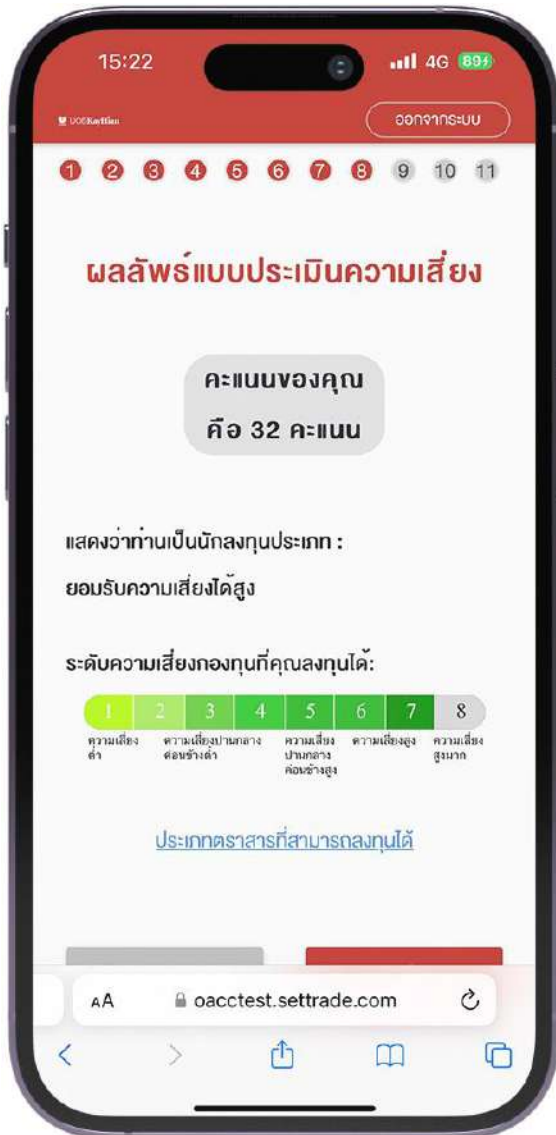 15:22
4G 89
UOBKayHian
ออกจากระบบ
1 2 3 4 5 6 7 8 9 10 11
ผลลัพธ์แบบประเมินความเสี่ยง
คะแนนของคุณ
คือ 32 คะแนน
แสดงว่าท่านเป็นนักลงทุนประเภท :
ยอมรับความเสี่ยงได้สูง
ระดับความเสี่ยงกองทุนที่คุณลงทุนได้:
1 2 3 4 5 6 7 8
ความเสี่ยงต่ำ
ความเสี่ยงปานกลางค่อนข้างต่ำ
ความเสี่ยงปานกลางค่อนข้างสูง
ความเสี่ยงสูง
ความเสี่ยงสูงมาก
ประเภทตราสารที่สามารถลงทุนได้
AA oacctest.settrade.com